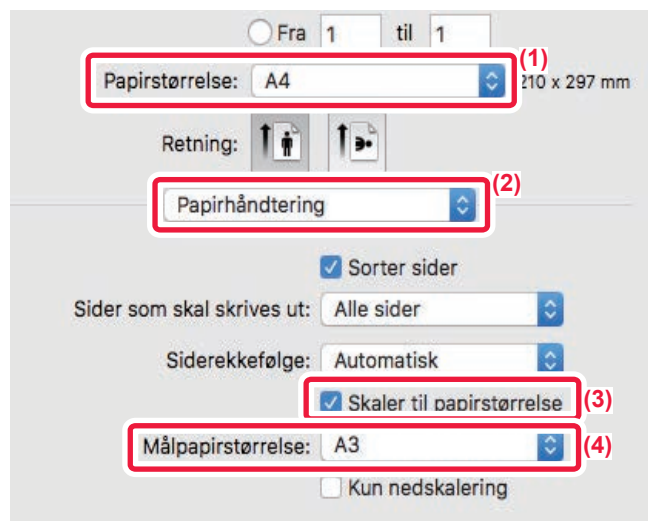 Fra 1 til 1
(1)
Papirstørrelse: A4 210 x 297 mm
Retning:
(2)
Papirhåndtering
Sorter sider
Sider som skal skrives ut: Alle sider
Siderekkefølge: Automatisk
Skaler til papirstørrelse (3)
Målpapirstørrelse: A3 (4)
Kun nedskalering